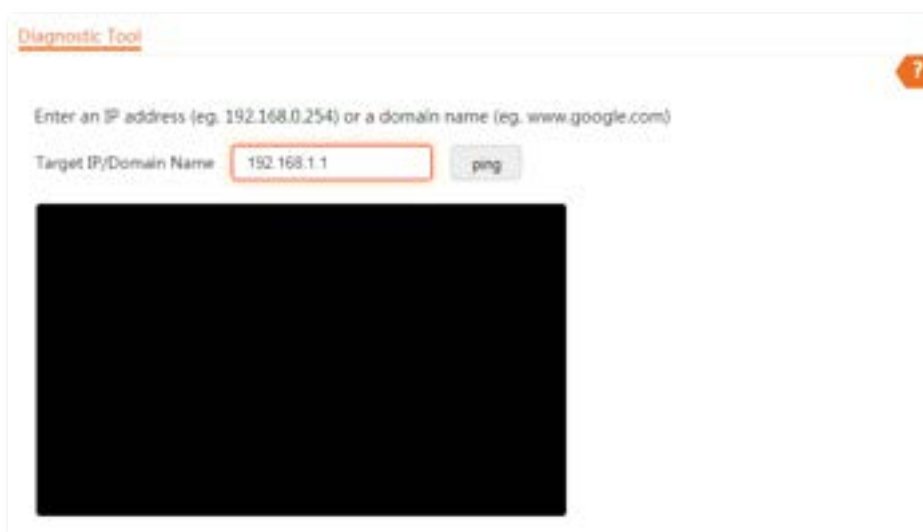 Diagnostic Tool
?
Enter an IP address (eg. 192.168.0.254) or a domain name (eg. www.google.com)
Target IP/Domain Name 192.168.1.1 ping